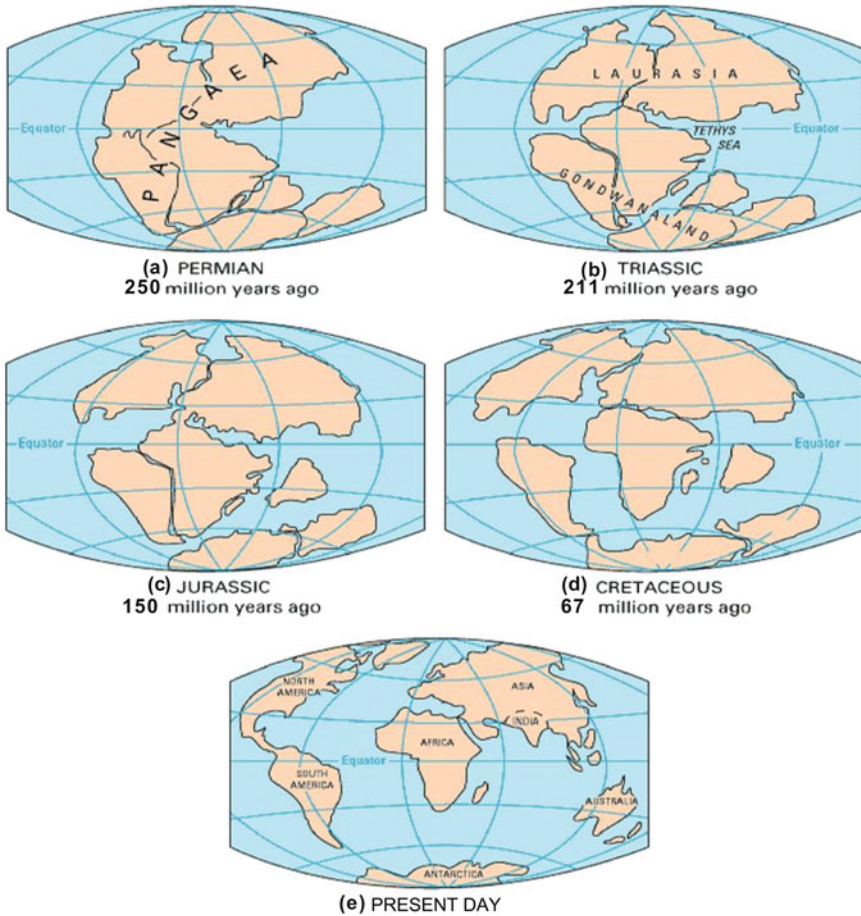 PANGAEA
Equator
(a) PERMIAN
250 million years ago
LAURASIA
TETHYS
SEA
Equator
GONDWANALAND
(b) TRIASSIC
211 million years ago
Equator
(c) JURASSIC
150 million years ago
Equator
(d) CRETACEOUS
67 million years ago
NORTH
AMERICA
ASIA
INDIA
AFRICA
Equator
SOUTH
AMERICA
AUSTRALIA
ANTARCTICA
(e) PRESENT DAY